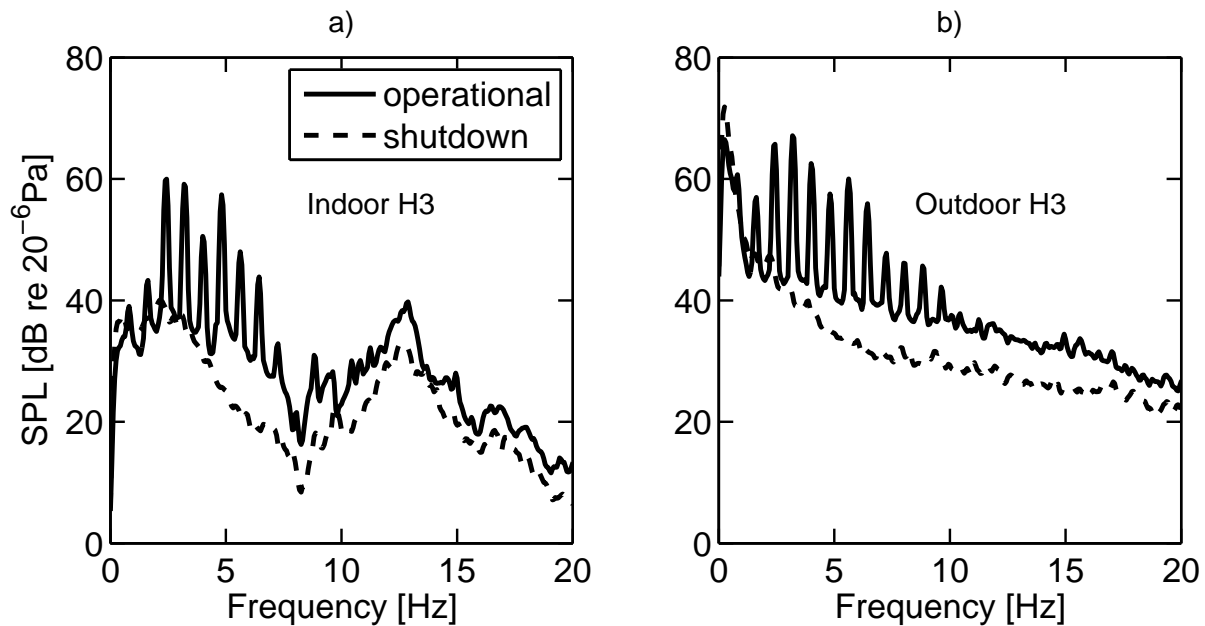 a)
80
60
40
20
0
0 5 10 15 20
SPL [dB re 20⁻⁶Pa]
Frequency [Hz]
operational
shutdown
Indoor H3
b)
80
60
40
20
0
0 5 10 15 20
Frequency [Hz]
Outdoor H3